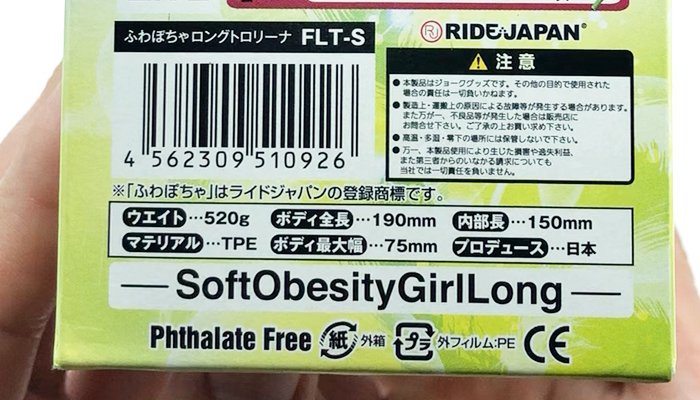 ふわぽちゃロングトロリーナ FLT-S
4 562309 510926
RIDE JAPAN
注意
●本製品はジョークグッズです。その他の目的で使用された
場合の責任は一切負いかねます。
●製造上・運搬上の原因による故障等が発生する場合があります。
また万が一、不良品等が発生した場合は販売店に
お問合せ下さい。ご了承の上お買い求め下さい。
●高温・多湿・零下の場所には保管しないで下さい。
●万一、本製品使用により生じた損害や逸失利益、
また第三者からのいかなる請求についても
当社では一切責任を負いません。
※「ふわぽちゃ」はライドジャパンの登録商標です。
ウエイト…520g ボディ全長…190mm 内部長…150mm
マテリアル…TPE ボディ最大幅…75mm プロデュース…日本
SoftObesityGirlLong
Phthalate Free 紙 外箱 プラ 外フィルム:PE CE